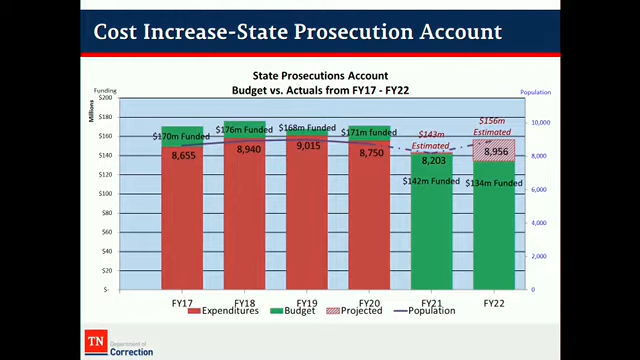 Cost Increase-State Prosecution Account
State Prosecutions Account
Budget vs. Actuals from FY17 - FY22
Funding
Population
Millions
$200
$180
$160
$140
$120
$100
$80
$60
$40
$20
$-
10,000
8,000
6,000
4,000
2,000
0
$170m Funded
$176m Funded
$168m Funded
$171m funded
$143m
Estimated
$156m
Estimated
8,655
8,940
9,015
8,750
8,203
8,956
$142m Funded
$134m Funded
FY17
FY18
FY19
FY20
FY21
FY22
Expenditures
Budget
Projected
Population
TN
Department of
Correction